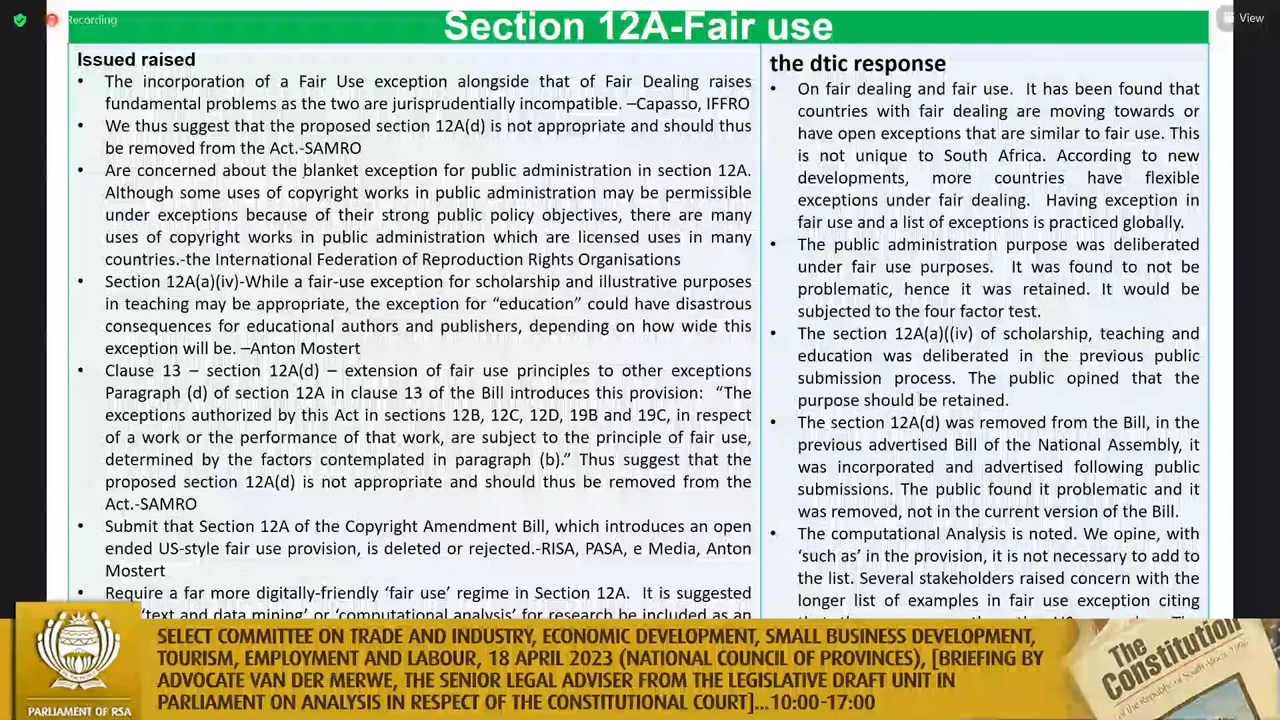 Recording
View
Section 12A-Fair use
Issued raised
• The incorporation of a Fair Use exception alongside that of Fair Dealing raises
fundamental problems as the two are jurisprudentially incompatible. –Capasso, IFFRO
• We thus suggest that the proposed section 12A(d) is not appropriate and should thus
be removed from the Act.-SAMRO
• Are concerned about the blanket exception for public administration in section 12A.
Although some uses of copyright works in public administration may be permissible
under exceptions because of their strong public policy objectives, there are many
uses of copyright works in public administration which are licensed uses in many
countries.-the International Federation of Reproduction Rights Organisations
• Section 12A(a)(iv)-While a fair-use exception for scholarship and illustrative purposes
in teaching may be appropriate, the exception for “education” could have disastrous
consequences for educational authors and publishers, depending on how wide this
exception will be. –Anton Mostert
• Clause 13 – section 12A(d) – extension of fair use principles to other exceptions
Paragraph (d) of section 12A in clause 13 of the Bill introduces this provision: “The
exceptions authorized by this Act in sections 12B, 12C, 12D, 19B and 19C, in respect
of a work or the performance of that work, are subject to the principle of fair use,
determined by the factors contemplated in paragraph (b).” Thus suggest that the
proposed section 12A(d) is not appropriate and should thus be removed from the
Act.-SAMRO
• Submit that Section 12A of the Copyright Amendment Bill, which introduces an open
ended US-style fair use provision, is deleted or rejected.-RISA, PASA, e Media, Anton
Mostert
• Require a far more digitally-friendly ‘fair use’ regime in Section 12A. It is suggested
‘text and data mining’ or ‘computational analysis’ for research be included as an
the dtic response
• On fair dealing and fair use. It has been found that
countries with fair dealing are moving towards or
have open exceptions that are similar to fair use. This
is not unique to South Africa. According to new
developments, more countries have flexible
exceptions under fair dealing. Having exception in
fair use and a list of exceptions is practiced globally.
• The public administration purpose was deliberated
under fair use purposes. It was found to not be
problematic, hence it was retained. It would be
subjected to the four factor test.
• The section 12A(a)((iv) of scholarship, teaching and
education was deliberated in the previous public
submission process. The public opined that the
purpose should be retained.
• The section 12A(d) was removed from the Bill, in the
previous advertised Bill of the National Assembly, it
was incorporated and advertised following public
submissions. The public found it problematic and it
was removed, not in the current version of the Bill.
• The computational Analysis is noted. We opine, with
‘such as’ in the provision, it is not necessary to add to
the list. Several stakeholders raised concern with the
longer list of examples in fair use exception citing
SELECT COMMITTEE ON TRADE AND INDUSTRY, ECONOMIC DEVELOPMENT, SMALL BUSINESS DEVELOPMENT,
TOURISM, EMPLOYMENT AND LABOUR, 18 APRIL 2023 (NATIONAL COUNCIL OF PROVINCES), [BRIEFING BY
ADVOCATE VAN DER MERWE, THE SENIOR LEGAL ADVISER FROM THE LEGISLATIVE DRAFT UNIT IN
PARLIAMENT ON ANALYSIS IN RESPECT OF THE CONSTITUTIONAL COURT]...10:00-17:00
PARLIAMENT OF RSA
The
Constitution
of the Republic of South Africa, 1996